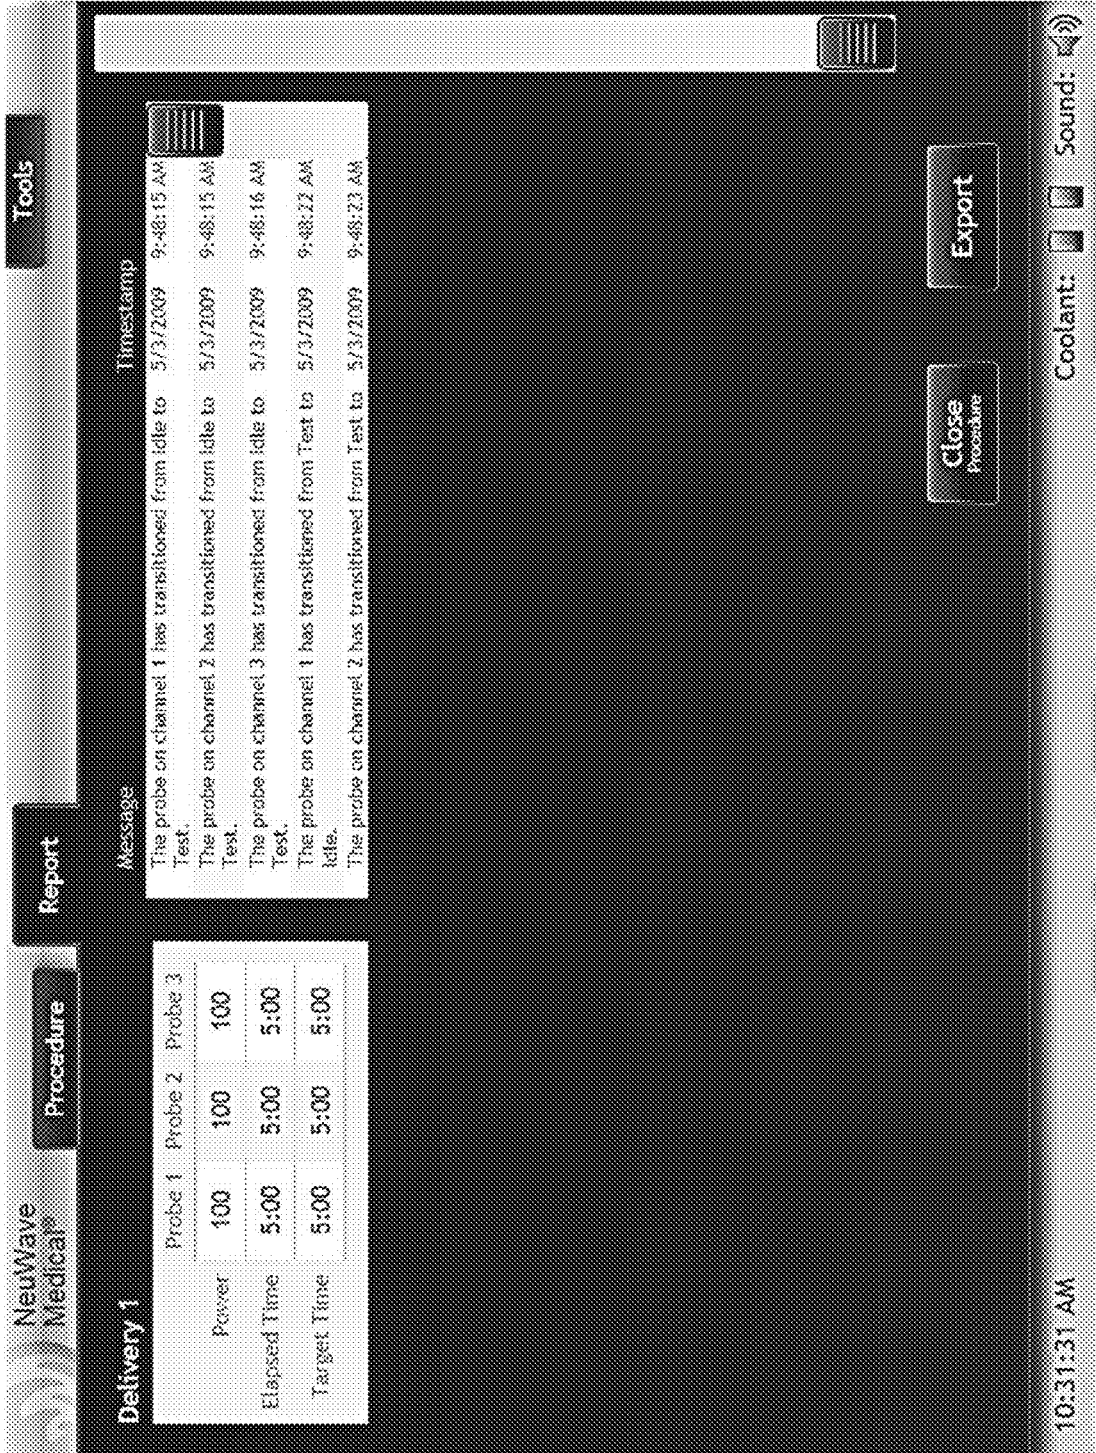 NeuWave
Medical℠
Procedure
Report
Tools
Delivery 1
Probe 1 Probe 2 Probe 3
Power 100 100 100
Elapsed Time 5:00 5:00 5:00
Target Time 5:00 5:00 5:00
Message Timestamp
The probe on channel 1 has transitioned from Idle to 5/3/2009 9:48:15 AM
Test.
The probe on channel 2 has transitioned from Idle to 5/3/2009 9:48:15 AM
Test.
The probe on channel 3 has transitioned from Idle to 5/3/2009 9:48:16 AM
Test.
The probe on channel 1 has transitioned from Test to 5/3/2009 9:48:22 AM
Idle.
The probe on channel 2 has transitioned from Test to 5/3/2009 9:48:23 AM
Close
Procedure
Export
10:31:31 AM
Coolant:
Sound: